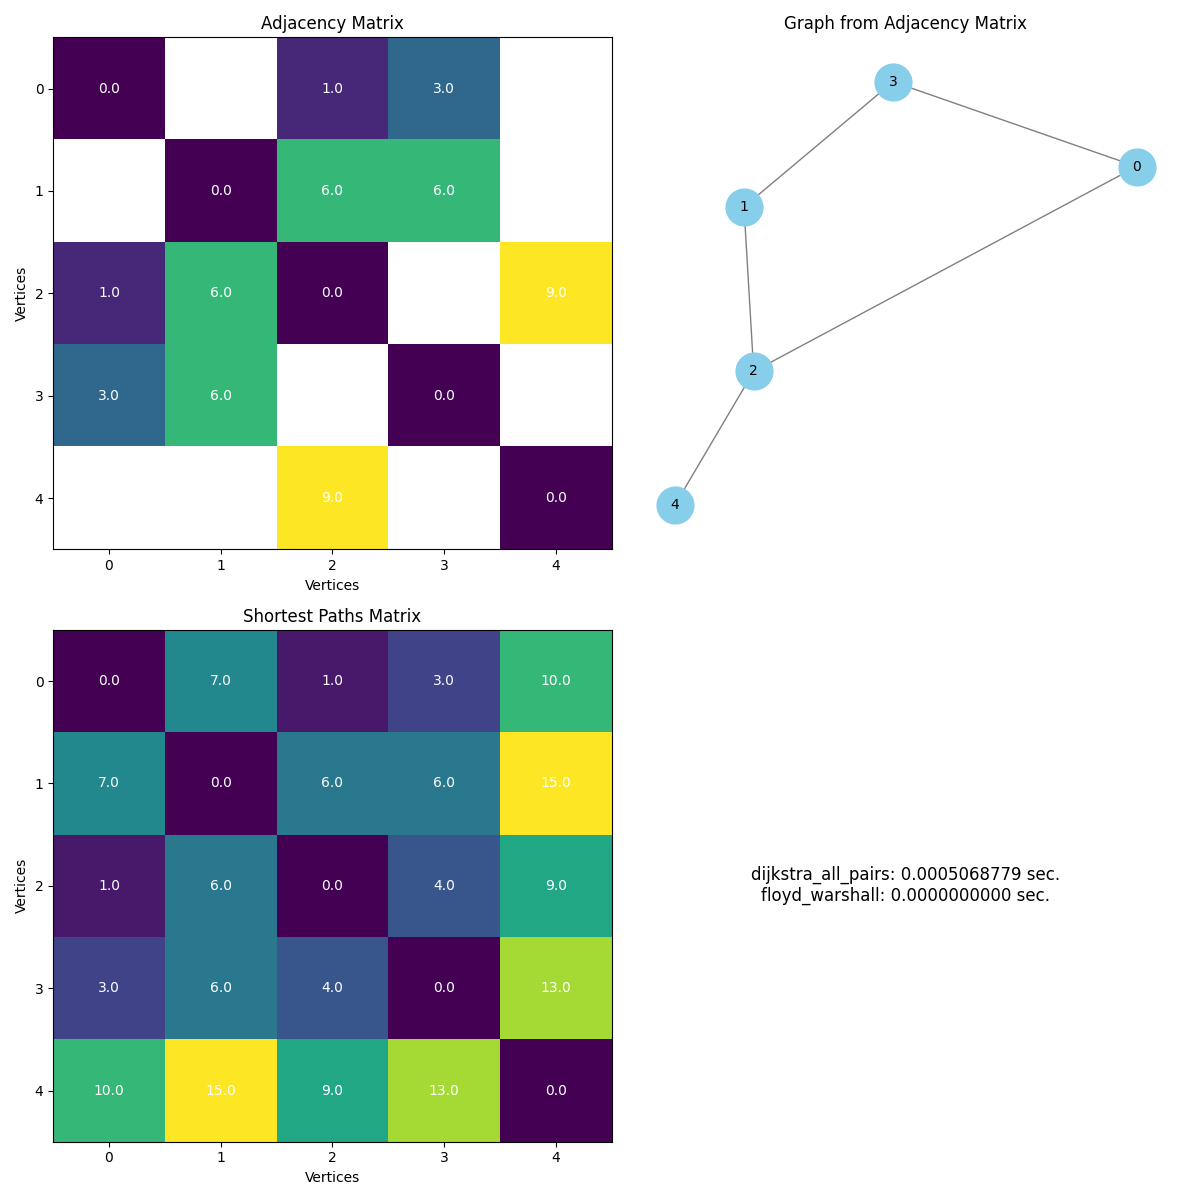 Adjacency Matrix
Vertices
0 0.0 1.0 3.0
1 0.0 6.0 6.0
2 1.0 6.0 0.0 9.0
3 3.0 6.0 0.0
4 9.0 0.0
0 1 2 3 4
Vertices
Graph from Adjacency Matrix
3
0
1
2
4
Shortest Paths Matrix
Vertices
0 0.0 7.0 1.0 3.0 10.0
1 7.0 0.0 6.0 6.0 15.0
2 1.0 6.0 0.0 4.0 9.0
3 3.0 6.0 4.0 0.0 13.0
4 10.0 15.0 9.0 13.0 0.0
0 1 2 3 4
Vertices
dijkstra_all_pairs: 0.0005068779 sec.
floyd_warshall: 0.0000000000 sec.